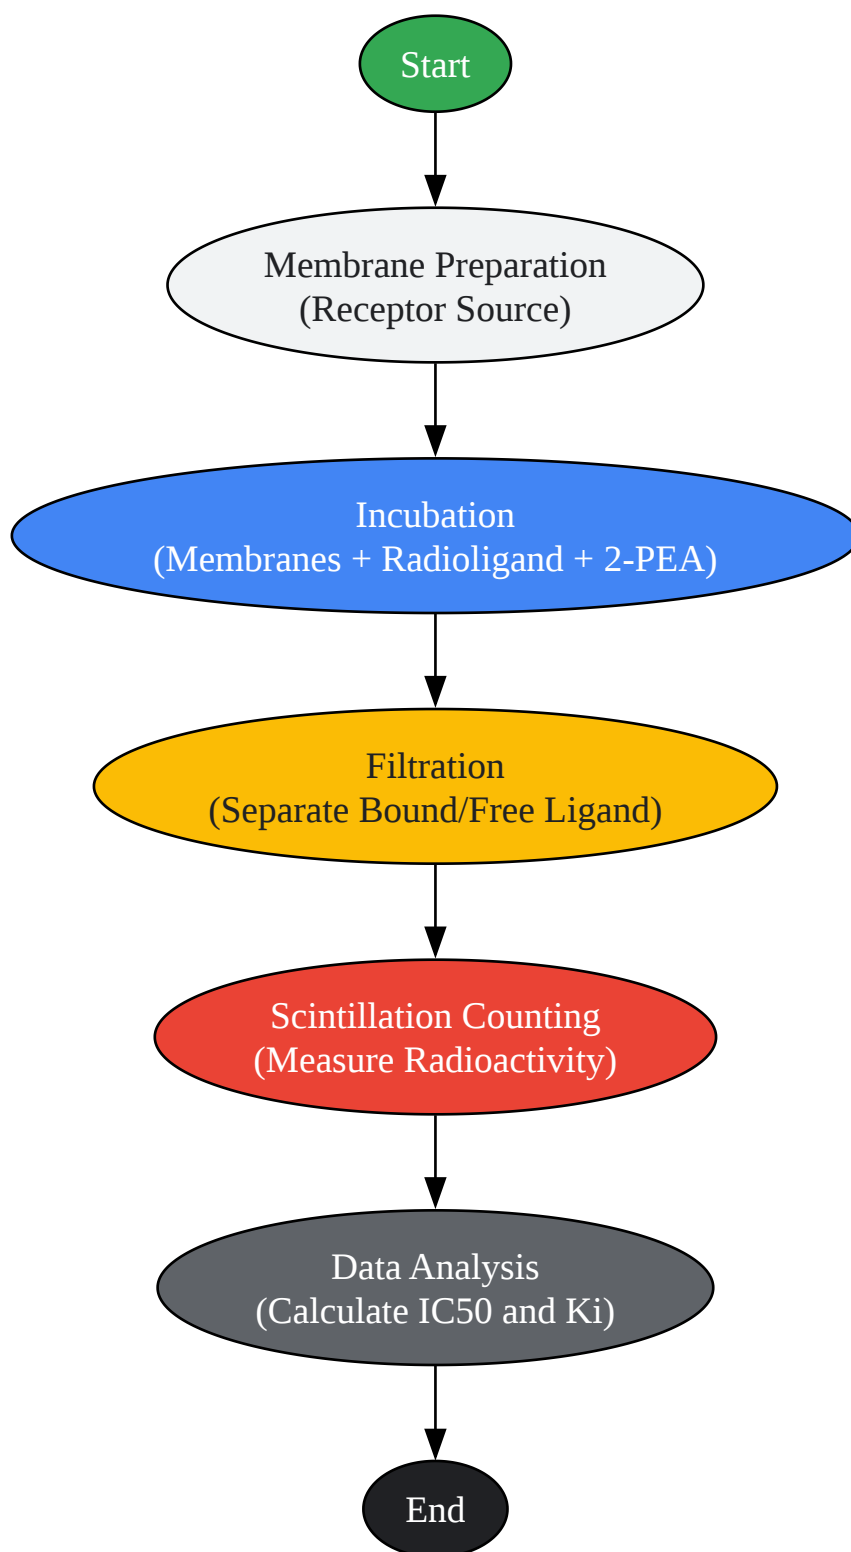 Start
Membrane Preparation
(Receptor Source)
Incubation
(Membranes + Radioligand + 2-PEA)
Filtration
(Separate Bound/Free Ligand)
Scintillation Counting
(Measure Radioactivity)
Data Analysis
(Calculate IC50 and Ki)
End